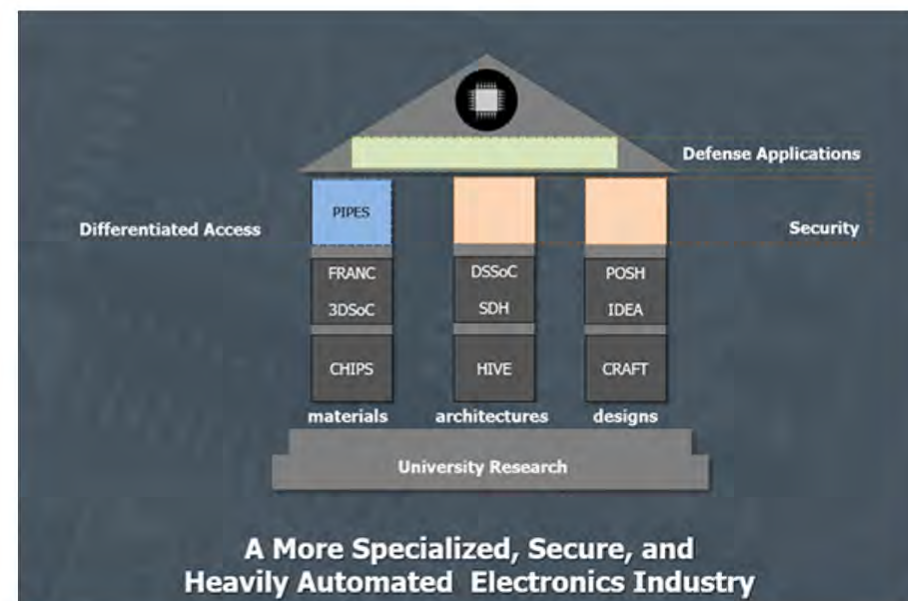 Defense Applications
PIPES
Differentiated Access
Security
FRANC
DSSoC
POSH
3DSoC
SDH
IDEA
CHIPS
HIVE
CRAFT
materials
architectures
designs
University Research
A More Specialized, Secure, and
Heavily Automated Electronics Industry